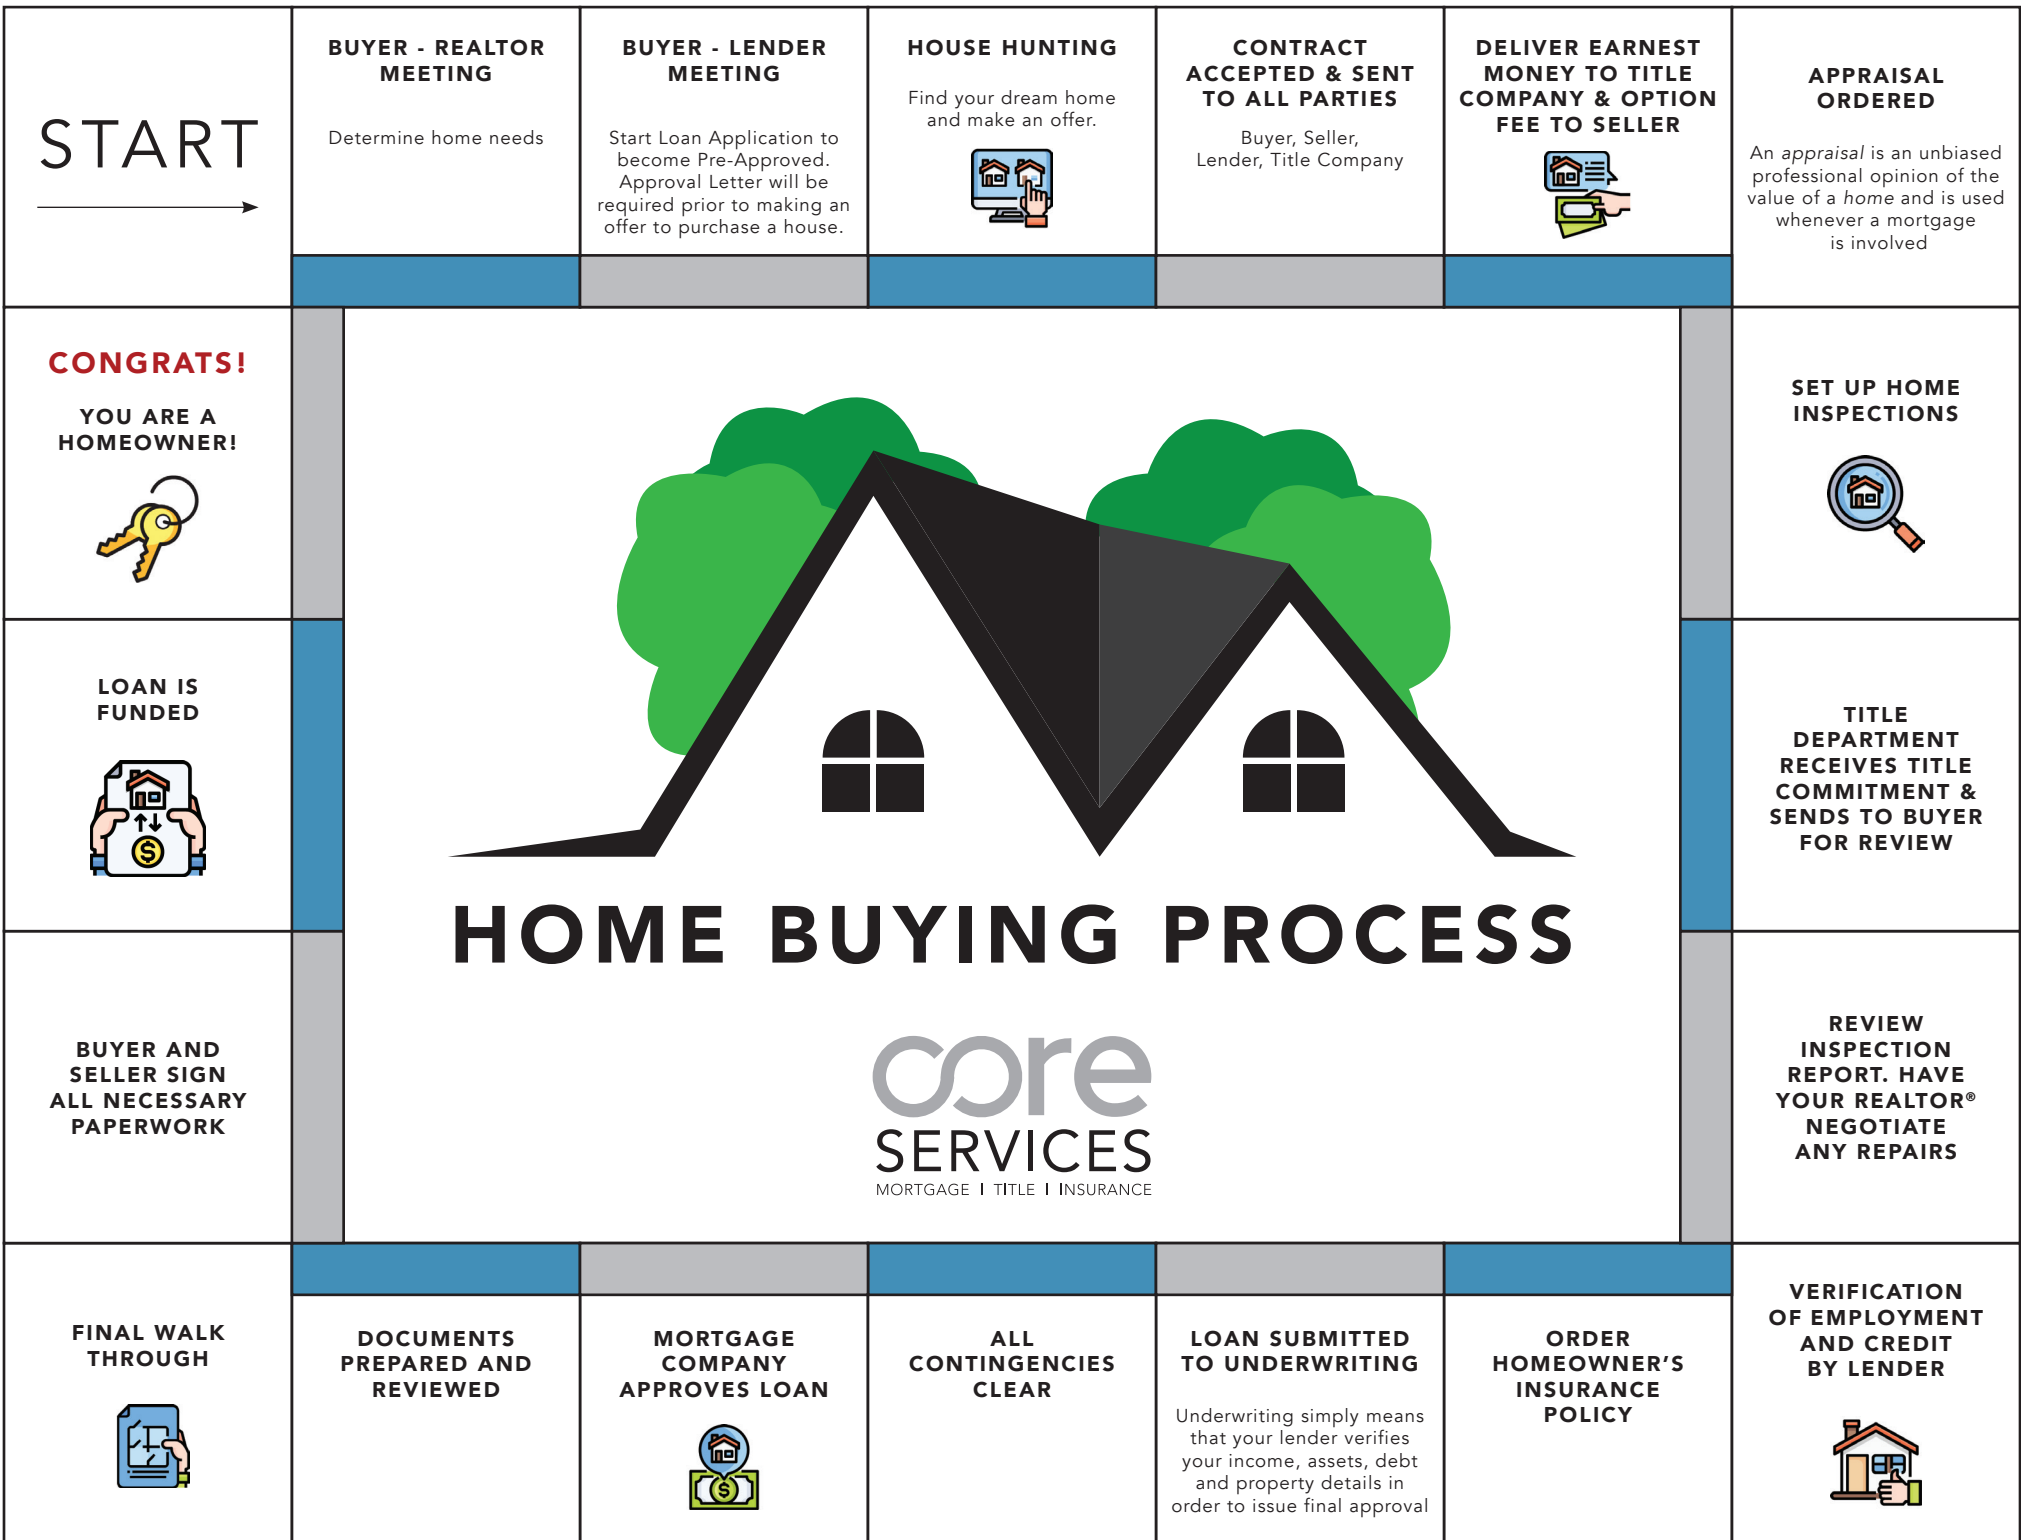 START
BUYER - REALTOR
MEETING
Determine home needs
BUYER - LENDER
MEETING
Start Loan Application to
become Pre-Approved.
Approval Letter will be
required prior to making an
offer to purchase a house.
HOUSE HUNTING
Find your dream home
and make an offer.
CONTRACT
ACCEPTED & SENT
TO ALL PARTIES
Buyer, Seller,
Lender, Title Company
DELIVER EARNEST
MONEY TO TITLE
COMPANY & OPTION
FEE TO SELLER
APPRAISAL
ORDERED
An appraisal is an unbiased
professional opinion of the
value of a home and is used
whenever a mortgage
is involved
SET UP HOME
INSPECTIONS
TITLE
DEPARTMENT
RECEIVES TITLE
COMMITMENT &
SENDS TO BUYER
FOR REVIEW
REVIEW
INSPECTION
REPORT. HAVE
YOUR REALTOR®
NEGOTIATE
ANY REPAIRS
VERIFICATION
OF EMPLOYMENT
AND CREDIT
BY LENDER
ORDER
HOMEOWNER'S
INSURANCE
POLICY
LOAN SUBMITTED
TO UNDERWRITING
Underwriting simply means
that your lender verifies
your income, assets, debt
and property details in
order to issue final approval
ALL
CONTINGENCIES
CLEAR
MORTGAGE
COMPANY
APPROVES LOAN
$
DOCUMENTS
PREPARED AND
REVIEWED
FINAL WALK
THROUGH
BUYER AND
SELLER SIGN
ALL NECESSARY
PAPERWORK
LOAN IS
FUNDED
$
CONGRATS!
YOU ARE A
HOMEOWNER!
HOME BUYING PROCESS
core
SERVICES
MORTGAGE | TITLE | INSURANCE